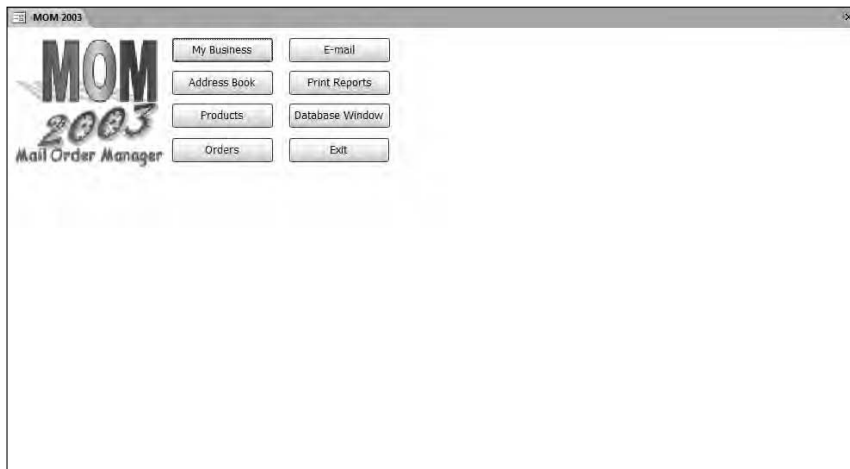 MOM 2003
MOM
2003
Mail Order Manager
My Business
Address Book
Products
Orders
E-mail
Print Reports
Database Window
Exit